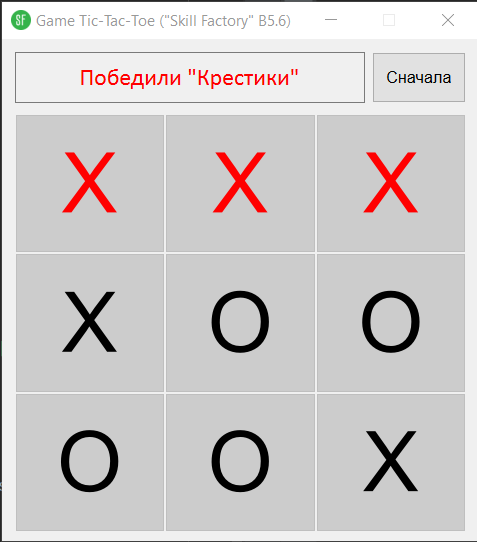 SF Game Tic-Tac-Toe ("Skill Factory" B5.6)
Победили "Крестики" Сначала
X X X
X O O
O O X